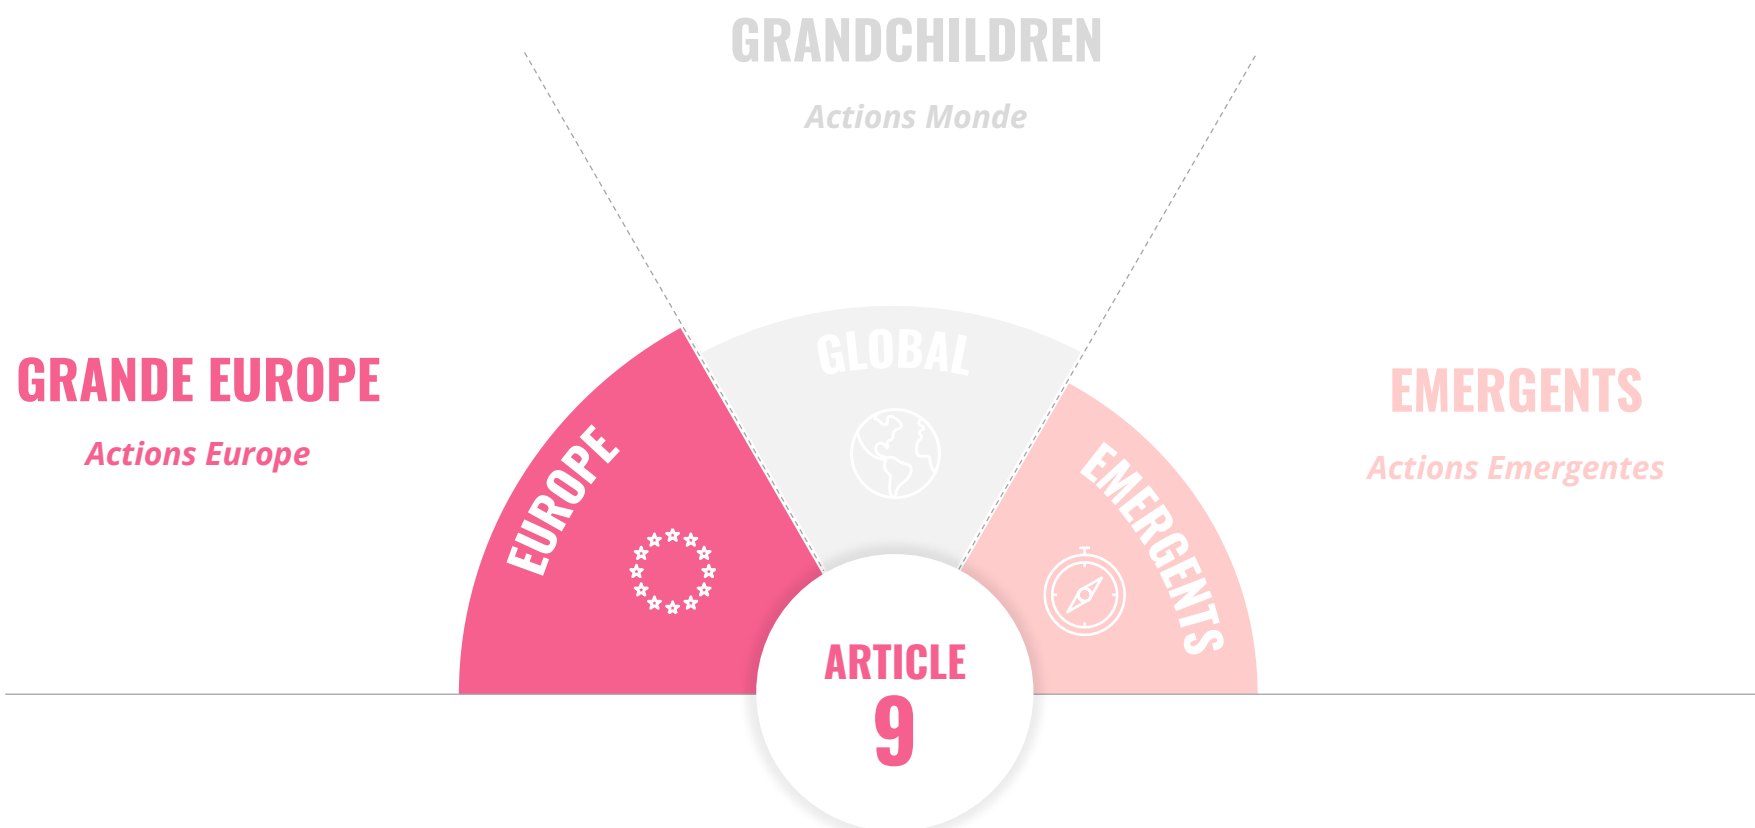 GRANDCHILDREN
Actions Monde
GRANDE EUROPE
Actions Europe
EUROPE
GLOBAL
EMERGENTS
EMERGENTS
Actions Emergentes
ARTICLE
9